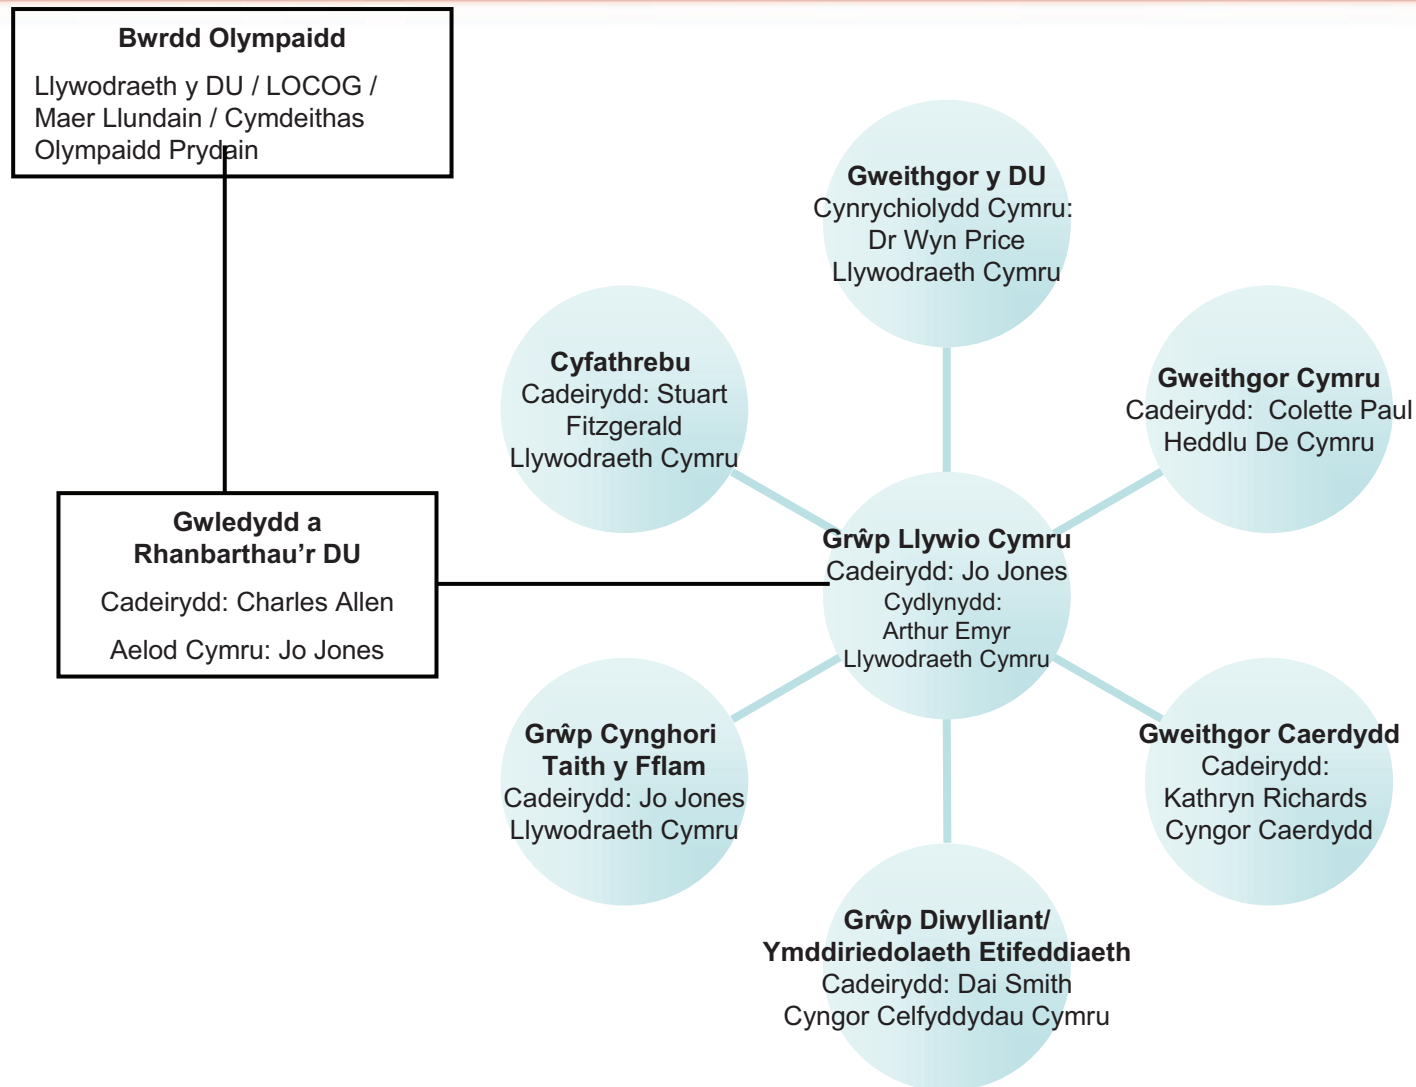 Bwrdd Olympaidd
Llywodraeth y DU / LOCOG /
Maer Llundain / Cymdeithas
Olympaidd Prydain
Gweithgor y DU
Cynrychiolydd Cymru:
Dr Wyn Price
Llywodraeth Cymru
Cyfathrebu
Cadeirydd: Stuart
Fitzgerald
Llywodraeth Cymru
Gweithgor Cymru
Cadeirydd: Colette Paul
Heddlu De Cymru
Gwledydd a
Rhanbarthau’r DU
Cadeirydd: Charles Allen
Aelod Cymru: Jo Jones
Grŵp Llywio Cymru
Cadeirydd: Jo Jones
Cydlynydd:
Arthur Emyr
Llywodraeth Cymru
Grŵp Cynghori
Taith y Fflam
Cadeirydd: Jo Jones
Llywodraeth Cymru
Gweithgor Caerdydd
Cadeirydd:
Kathryn Richards
Cyngor Caerdydd
Grŵp Diwylliant/
Ymddiriedolaeth Etifeddiaeth
Cadeirydd: Dai Smith
Cyngor Celfyddydau Cymru